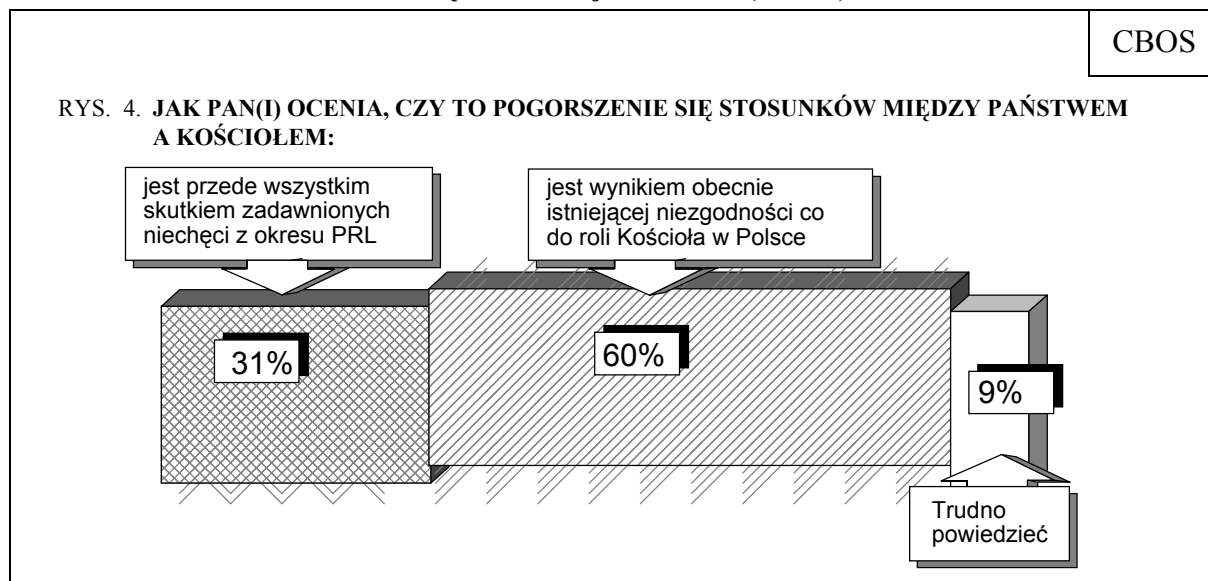 CBOS
RYS. 4. JAK PAN(I) OCENIA, CZY TO POGORSZENIE SIĘ STOSUNKÓW MIĘDZY PAŃSTWEM
A KOŚCIOŁEM:
jest przede wszystkim
skutkiem zadawnionych
niechęci z okresu PRL
jest wynikiem obecnie
istniejącej niezgodności co
do roli Kościoła w Polsce
31%
60%
9%
Trudno
powiedzieć